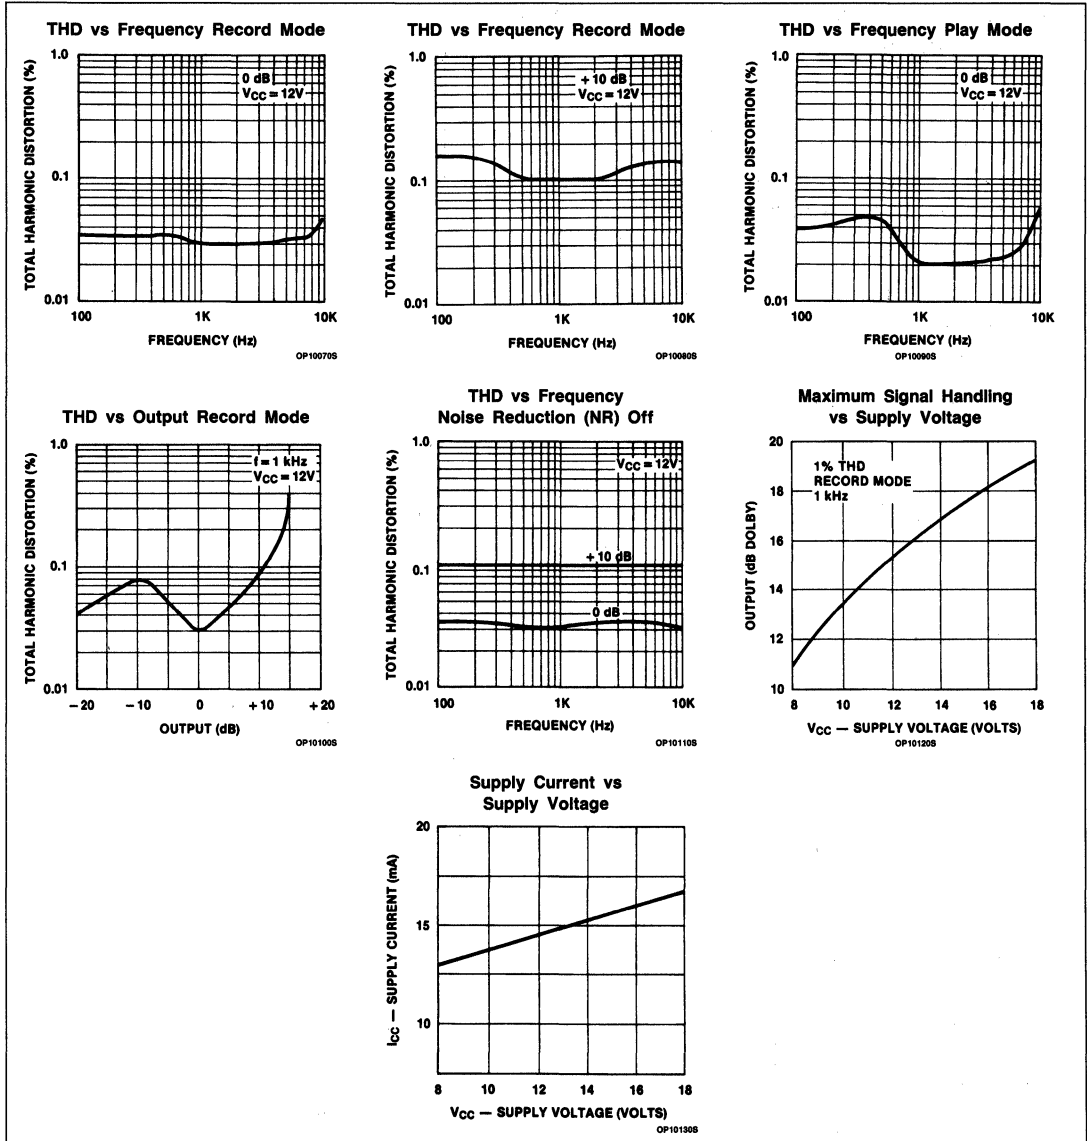 THD vs Frequency Record Mode
TOTAL HARMONIC DISTORTION (%)
1.0
0.1
0.01
0 dB
VCC = 12V
100
1K
10K
FREQUENCY (Hz)
OP10070S
THD vs Frequency Record Mode
TOTAL HARMONIC DISTORTION (%)
1.0
0.1
0.01
+ 10 dB
VCC = 12V
100
1K
10K
FREQUENCY (Hz)
OP10080S
THD vs Frequency Play Mode
TOTAL HARMONIC DISTORTION (%)
1.0
0.1
0.01
0 dB
VCC = 12V
100
1K
10K
FREQUENCY (Hz)
OP10090S
THD vs Output Record Mode
TOTAL HARMONIC DISTORTION (%)
1.0
0.1
0.01
f = 1 kHz
VCC = 12V
– 20
– 10
0
+ 10
+ 20
OUTPUT (dB)
OP10100S
THD vs Frequency
Noise Reduction (NR) Off
TOTAL HARMONIC DISTORTION (%)
1.0
0.1
0.01
VCC = 12V
+ 10 dB
0 dB
100
1K
10K
FREQUENCY (Hz)
OP10110S
Maximum Signal Handling
vs Supply Voltage
OUTPUT (dB DOLBY)
20
18
16
14
12
10
1% THD
RECORD MODE
1 kHz
8
10
12
14
16
18
VCC — SUPPLY VOLTAGE (VOLTS)
OP10120S
Supply Current vs
Supply Voltage
ICC — SUPPLY CURRENT (mA)
20
15
10
8
10
12
14
16
18
VCC — SUPPLY VOLTAGE (VOLTS)
OP10130S